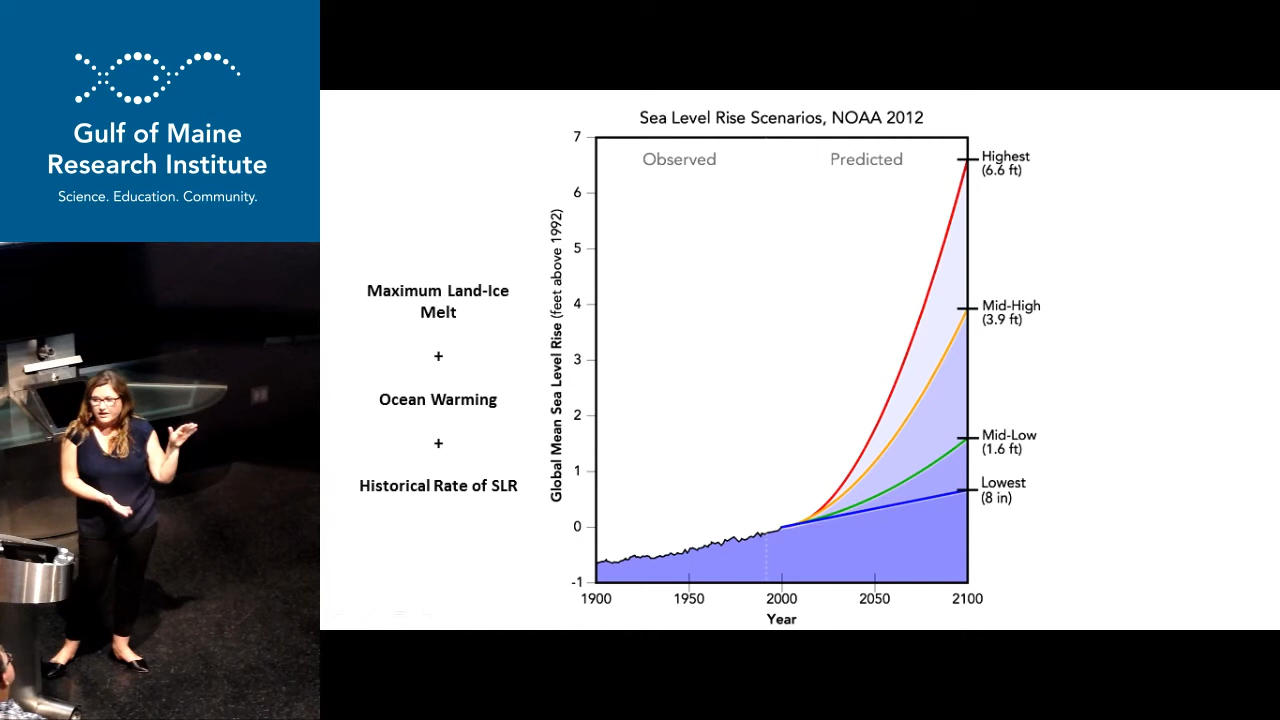 Gulf of Maine
Research Institute
Science. Education. Community.
Maximum Land-Ice
Melt
+
Ocean Warming
+
Historical Rate of SLR
Sea Level Rise Scenarios, NOAA 2012
Observed
Predicted
Global Mean Sea Level Rise (feet above 1992)
7
6
5
4
3
2
1
0
-1
1900
1950
2000
2050
2100
Year
Highest
(6.6 ft)
Mid-High
(3.9 ft)
Mid-Low
(1.6 ft)
Lowest
(8 in)